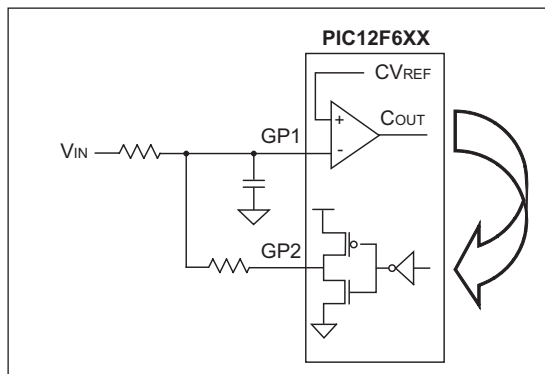 PIC12F6XX
CVREF
COUT
+
-
GP1
VIN
GP2